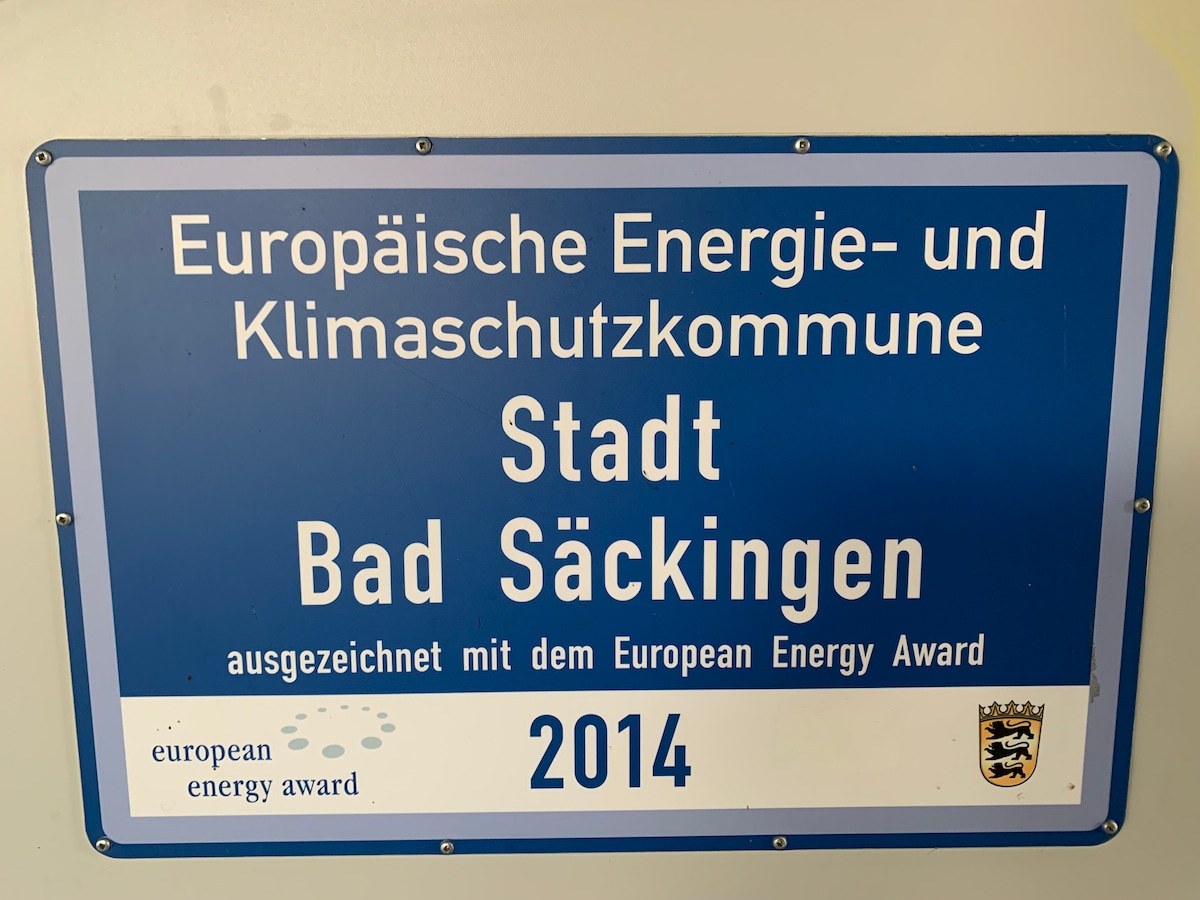 Europäische Energie- und
Klimaschutzkommune
Stadt
Bad Säckingen
ausgezeichnet mit dem European Energy Award
european
energy award
2014